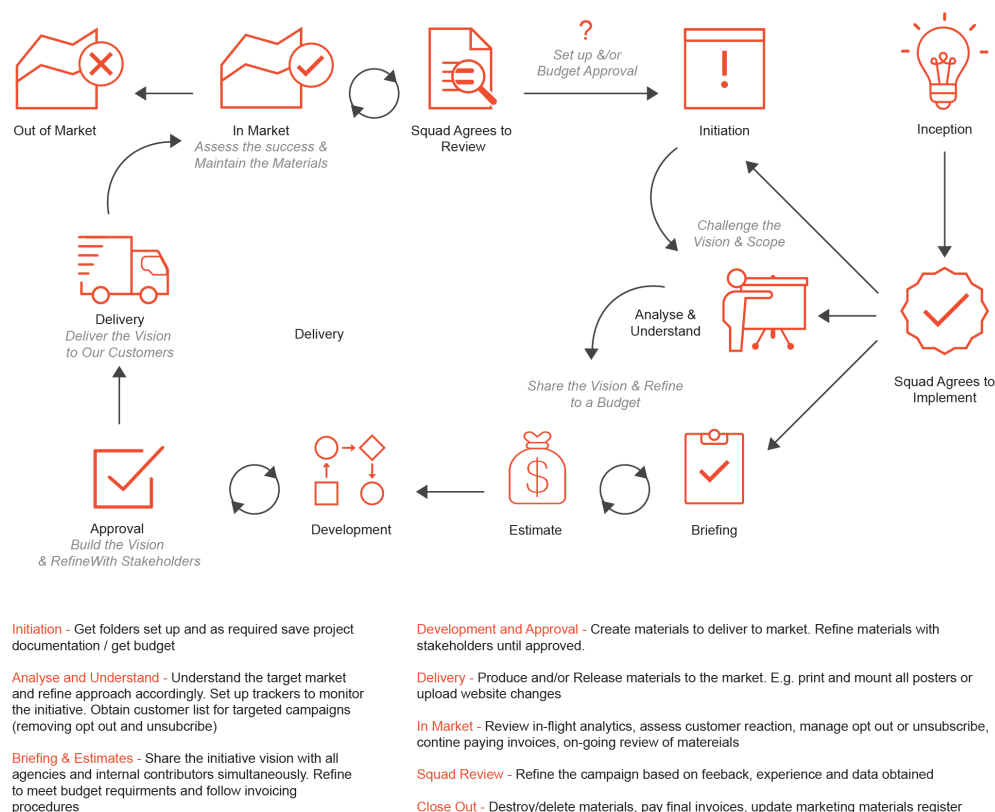 ?
Set up &/or
Budget Approval
Out of Market
In Market
Assess the success &
Maintain the Materials
Squad Agrees to
Review
Initiation
Inception
Challenge the
Vision & Scope
Delivery
Deliver the Vision
to Our Customers
Delivery
Analyse &
Understand
Squad Agrees to
Implement
Share the Vision & Refine
to a Budget
$
Approval
Build the Vision
& RefineWith Stakeholders
Development
Estimate
Briefing
Initiation - Get folders set up and as required save project
documentation / get budget
Analyse and Understand - Understand the target market
and refine approach accordingly. Set up trackers to monitor
the initiative. Obtain customer list for targeted campaigns
(removing opt out and unsubcribe)
Briefing & Estimates - Share the initiative vision with all
agencies and internal contributors simultaneously. Refine
to meet budget requirments and follow invoicing
procedures
Development and Approval - Create materials to deliver to market. Refine materials with
stakeholders until approved.
Delivery - Produce and/or Release materials to the market. E.g. print and mount all posters or
upload website changes
In Market - Review in-flight analytics, assess customer reaction, manage opt out or unsubscribe,
contine paying invoices, on-going review of matereials
Squad Review - Refine the campaign based on feeback, experience and data obtained
Close Out - Destroy/delete materials, pay final invoices, update marketing materials register